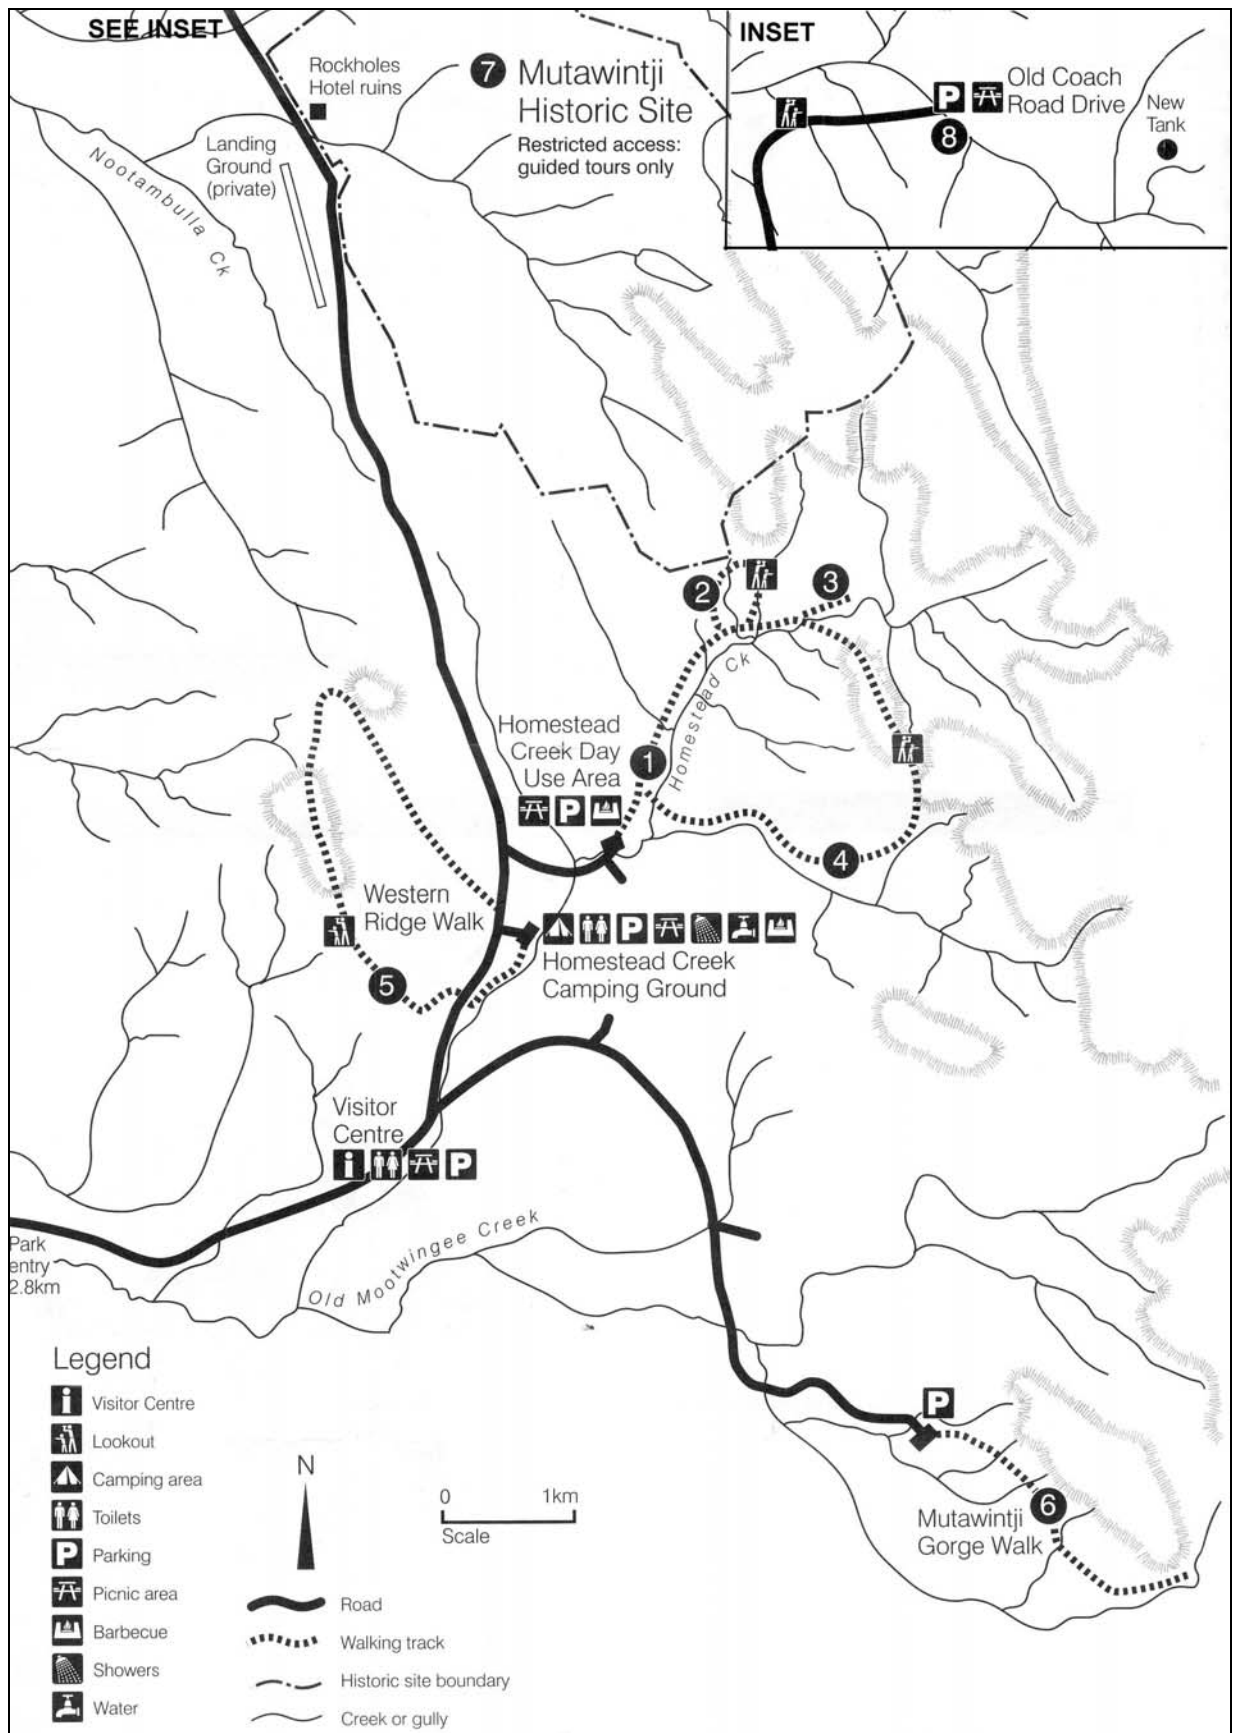 SEE INSET
INSET
Rockholes
Hotel ruins
7
Mutawintji
Historic Site
Restricted access:
guided tours only
P
Old Coach
Road Drive
8
New
Tank
Landing
Ground
(private)
Nootambulla Ck
2
3
Homestead Ck
Homestead
Creek Day
Use Area
P
1
4
Western
Ridge Walk
P
Homestead Creek
Camping Ground
5
Visitor
Centre
i
P
Park
entry
2.8km
Old Mootwingee Creek
P
6
Mutawintji
Gorge Walk
Legend
i Visitor Centre
Lookout
Camping area
Toilets
P Parking
Picnic area
Barbecue
Showers
Water
N
0 1km
Scale
Road
Walking track
Historic site boundary
Creek or gully